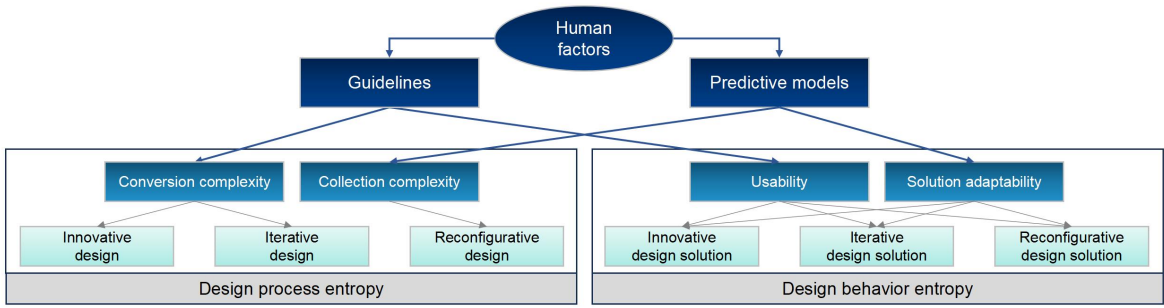 Human
factors
Guidelines
Predictive models
Conversion complexity
Collection complexity
Usability
Solution adaptability
Innovative
design
Iterative
design
Reconfigurative
design
Innovative
design solution
Iterative
design solution
Reconfigurative
design solution
Design process entropy
Design behavior entropy